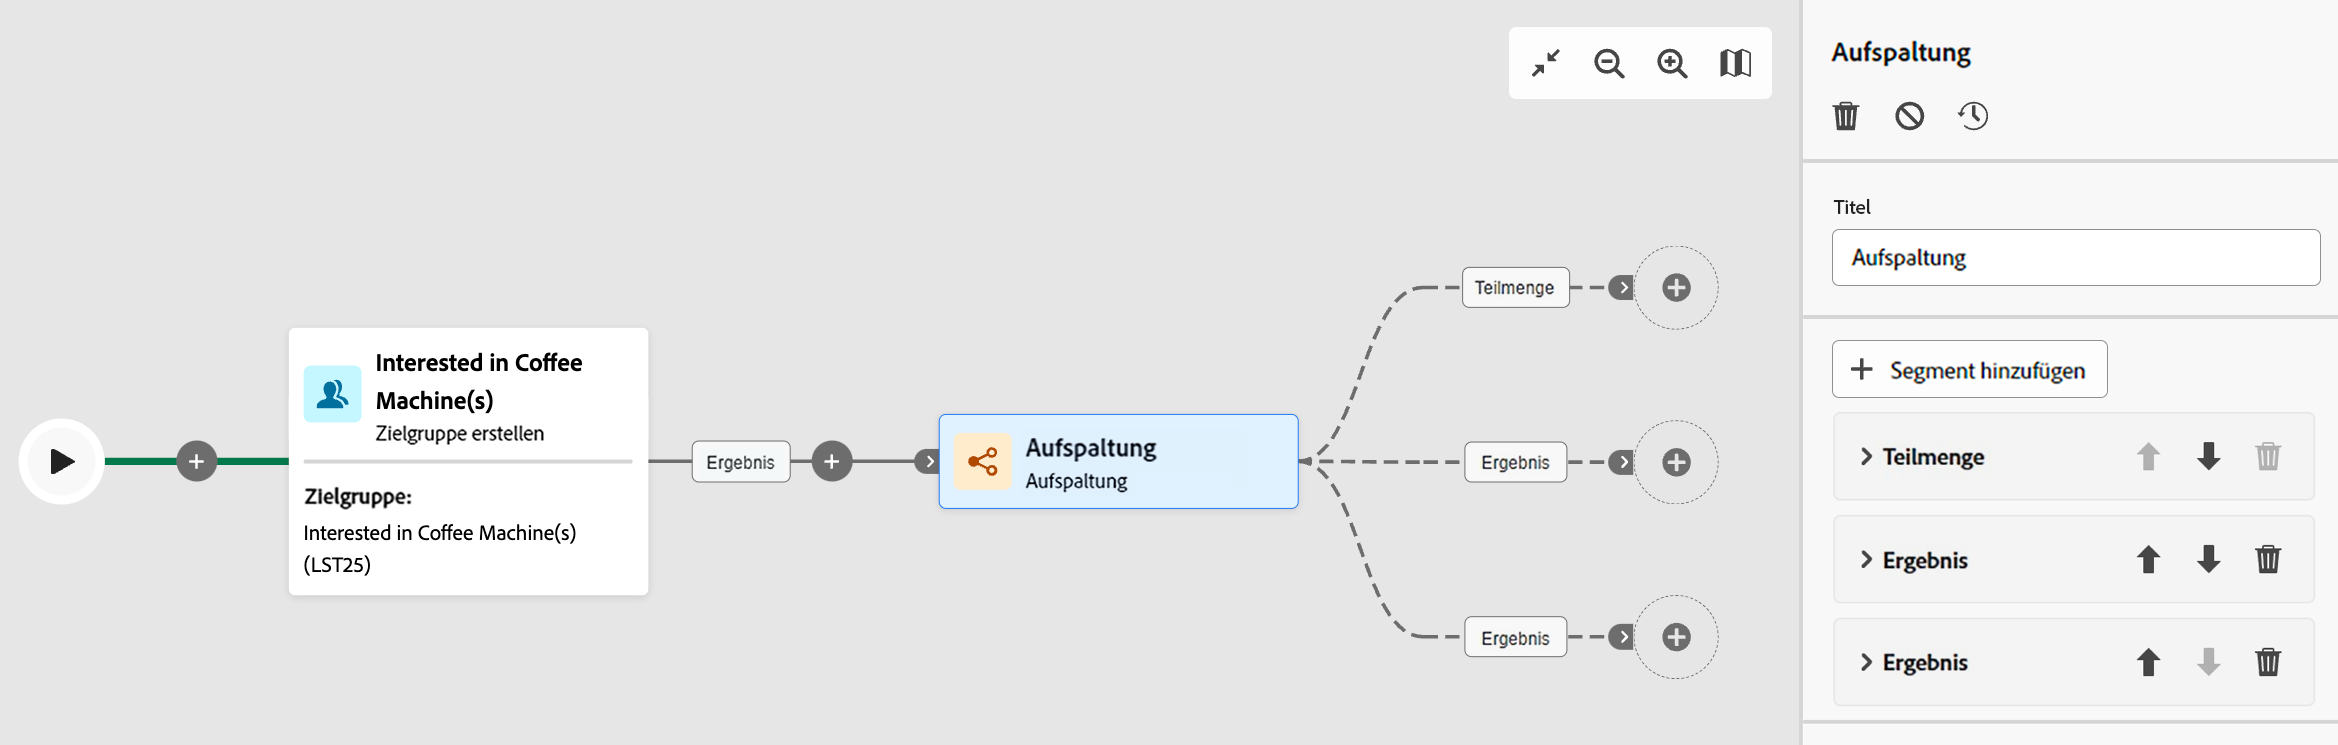 Interested in Coffee
Machine(s)
Zielgruppe erstellen
Zielgruppe:
Interested in Coffee Machine(s)
(LST25)
Ergebnis
Aufspaltung
Aufspaltung
Teilmenge
Ergebnis
Ergebnis
Aufspaltung
Titel
Aufspaltung
Segment hinzufügen
Teilmenge
Ergebnis
Ergebnis